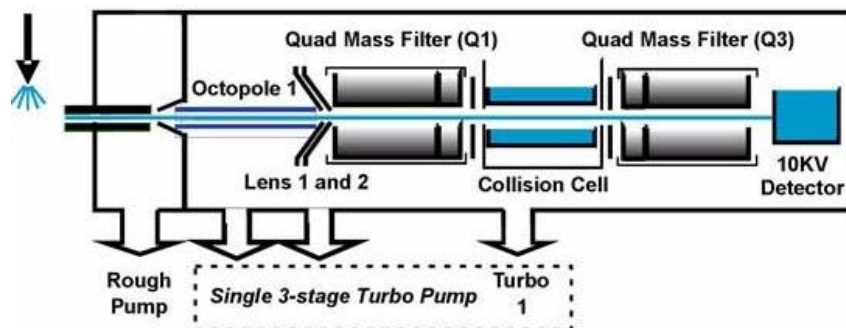 Quad Mass Filter (Q1)
Quad Mass Filter (Q3)
Octopole 1
Lens 1 and 2
Collision Cell
10KV
Detector
Rough
Pump
Single 3-stage Turbo Pump
Turbo
1